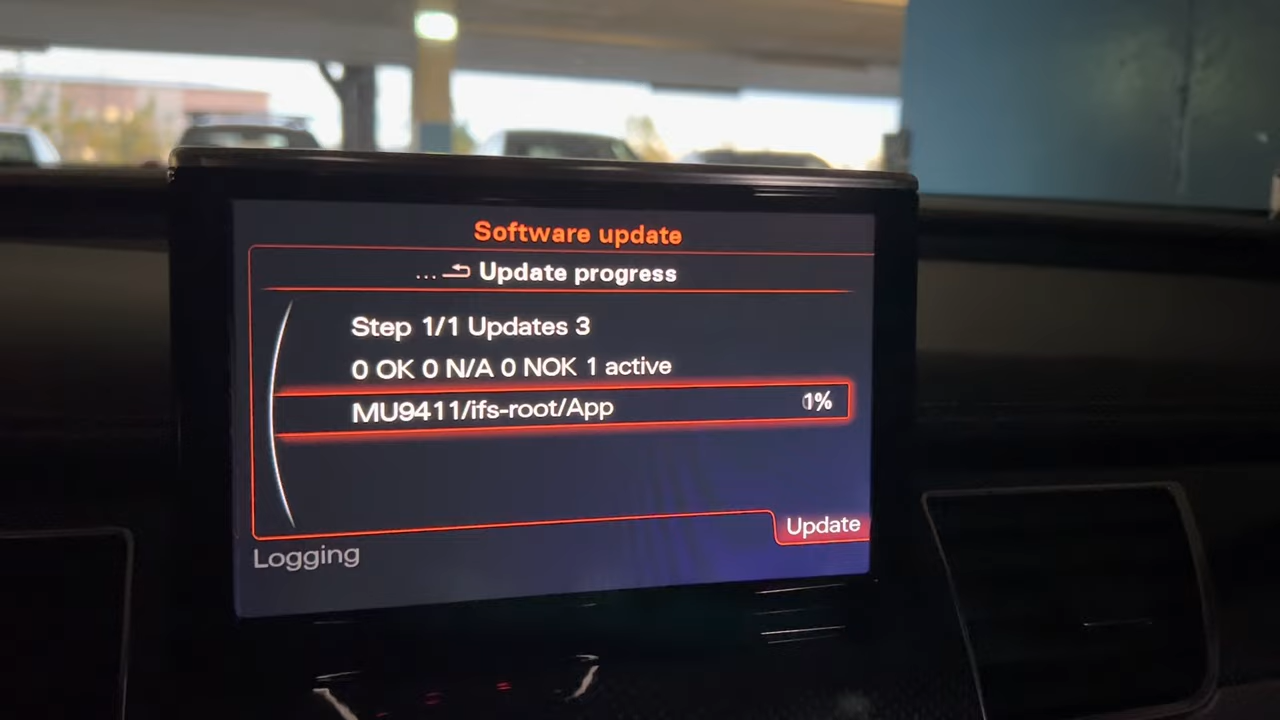 Software update
... Update progress
Step 1/1 Updates 3
0 OK 0 N/A 0 NOK 1 active
MU9411/ifs-root/App
Update
Logging